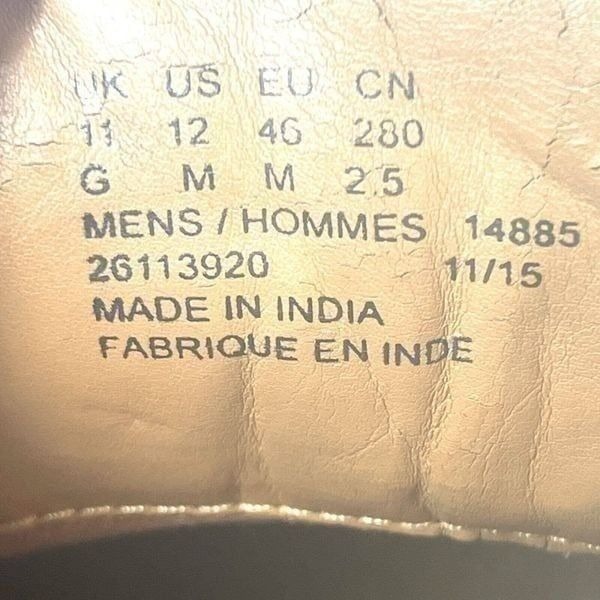 UK US EU CN
11 12 46 280
G M M 2.5
MENS / HOMMES 14885
26113920 11/15
MADE IN INDIA
FABRIQUE EN INDE